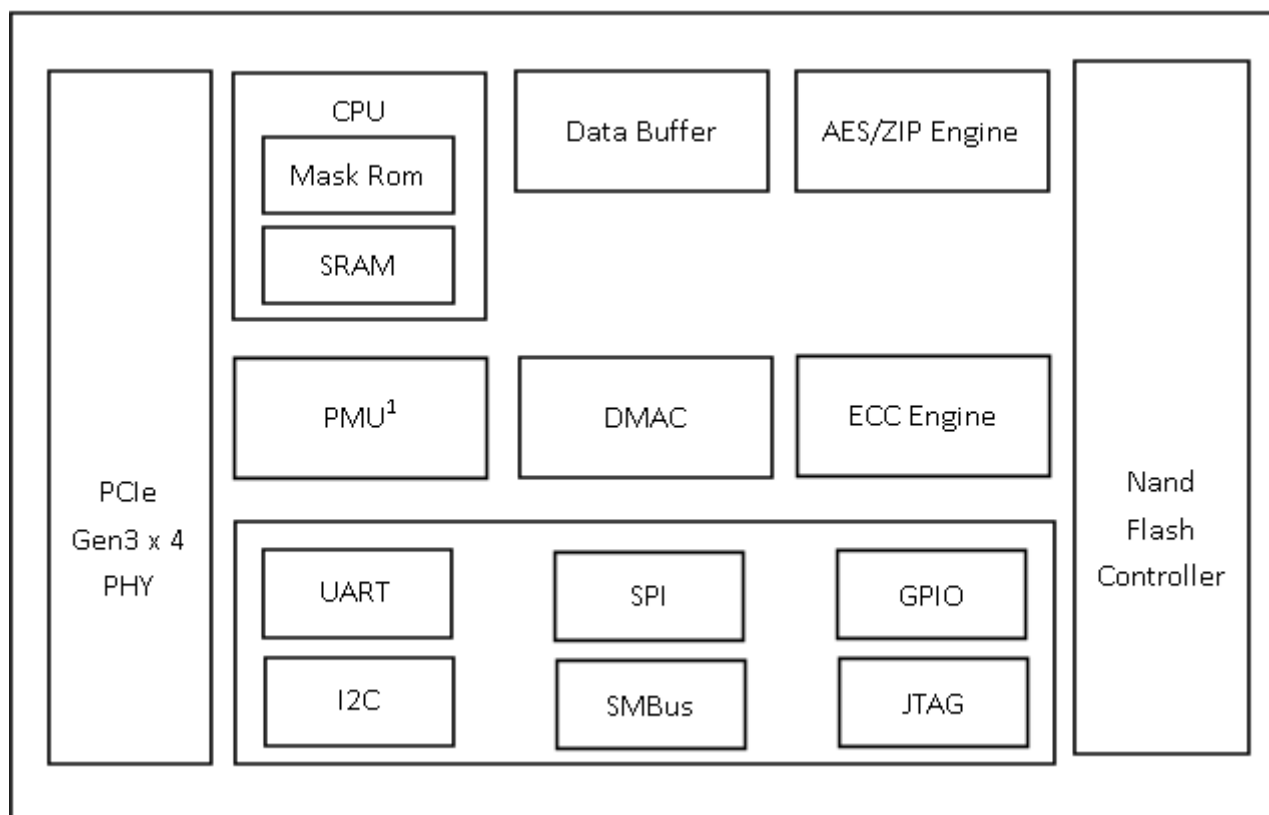 CPU
Mask Rom
SRAM
Data Buffer
AES/ZIP Engine
PMU¹
DMAC
ECC Engine
PCIe
Gen3 x 4
PHY
Nand
Flash
Controller
UART
SPI
GPIO
I2C
SMBus
JTAG